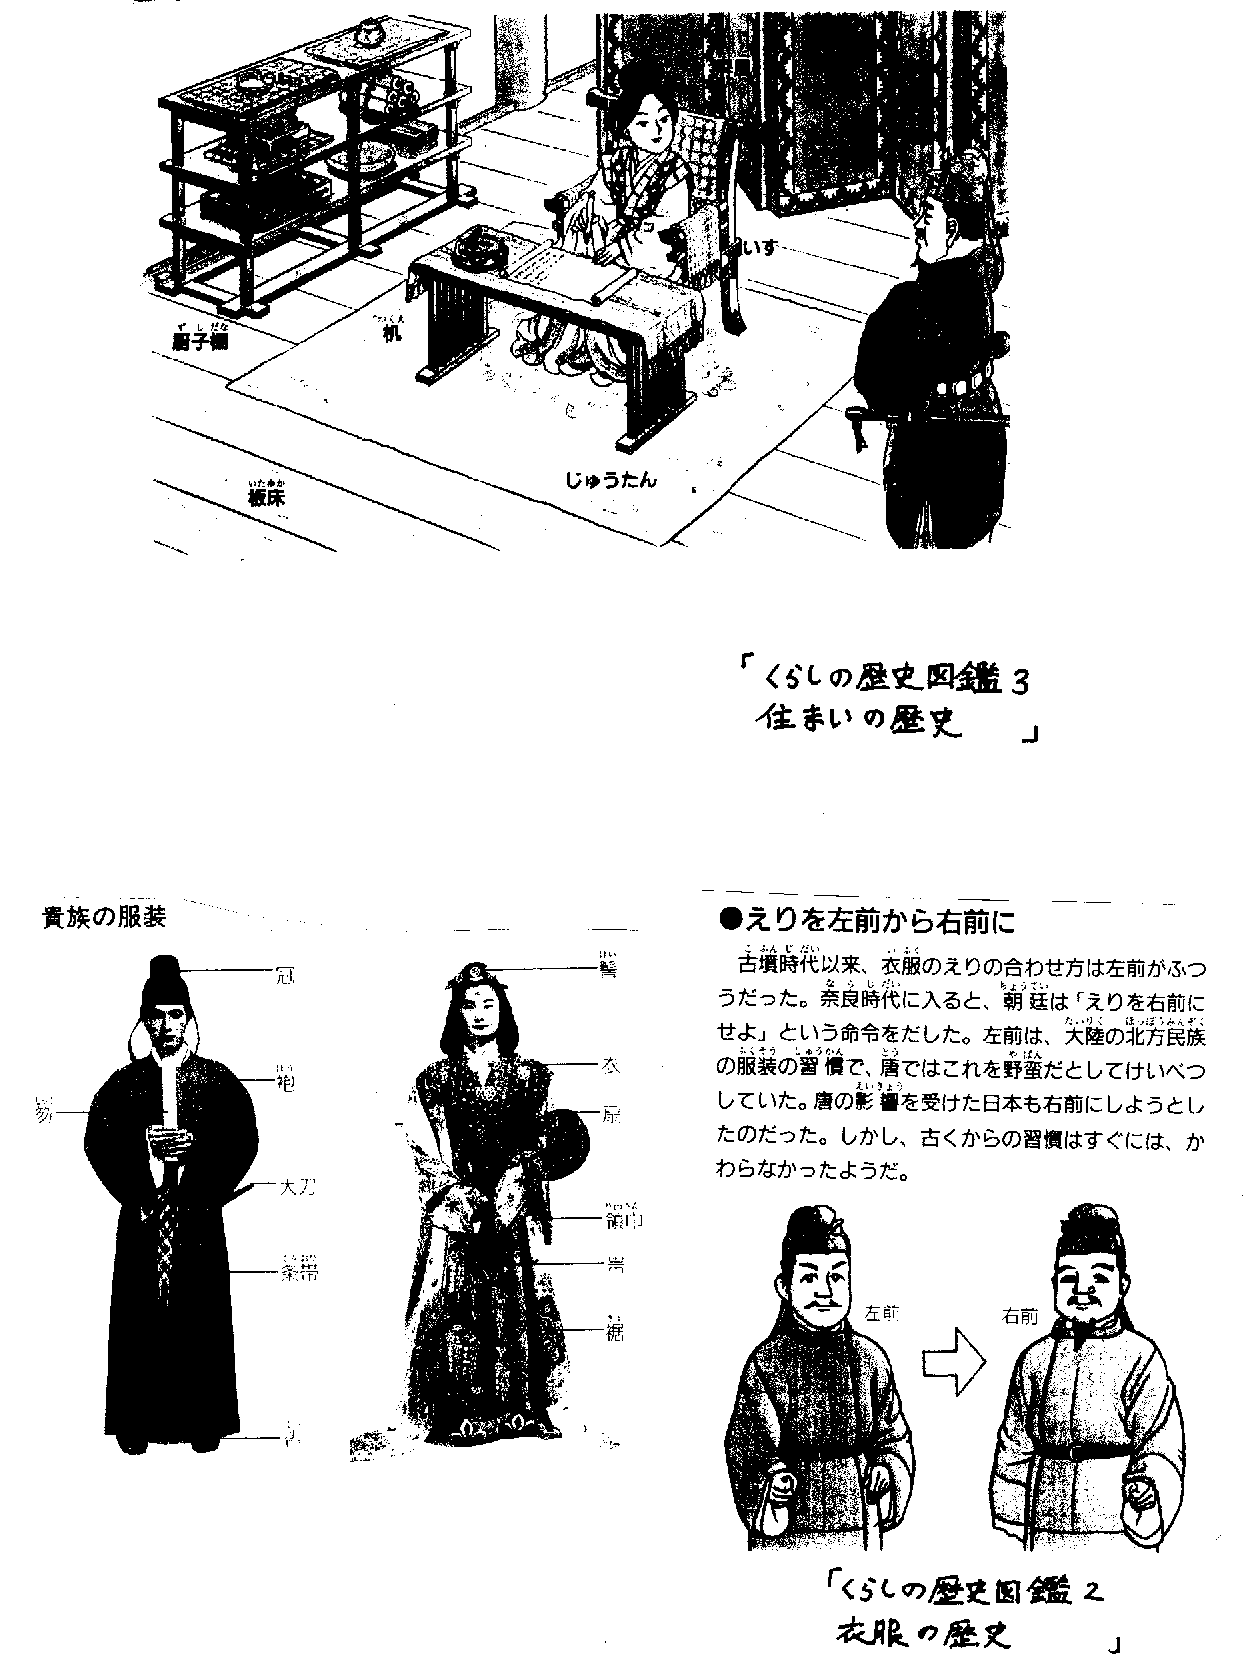 いす
厨子棚
机
じゅうたん
板床
「くらしの歴史図鑑3
住まいの歴史」
貴族の服装
冠
袍
笏
大刀
条帯
髻
衣
扇
領巾
裳
裾
●えりを左前から右前に
古墳時代以来、衣服のえりの合わせ方は左前がふつ
うだった。奈良時代に入ると、朝廷は「えりを右前に
せよ」という命令をだした。左前は、大陸の北方民族
の服装の習慣で、唐ではこれを野蛮だとしてけいべつ
していた。唐の影響を受けた日本も右前にしようとし
たのだった。しかし、古くからの習慣はすぐには、か
わらなかったようだ。
左前
右前
「くらしの歴史図鑑2
衣服の歴史」